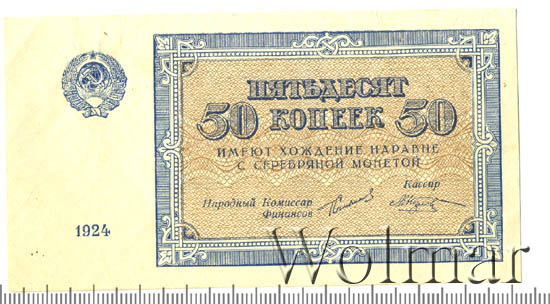 ПЯТЬДЕСЯТ
50 КОПЕЕК 50
ИМЕЮТ ХОЖДЕНИЕ НАРАВНЕ
С СЕРЕБРЯНОЙ МОНЕТОЙ
Кассир
Народный Комиссар
Финансов
1924
Wolmar